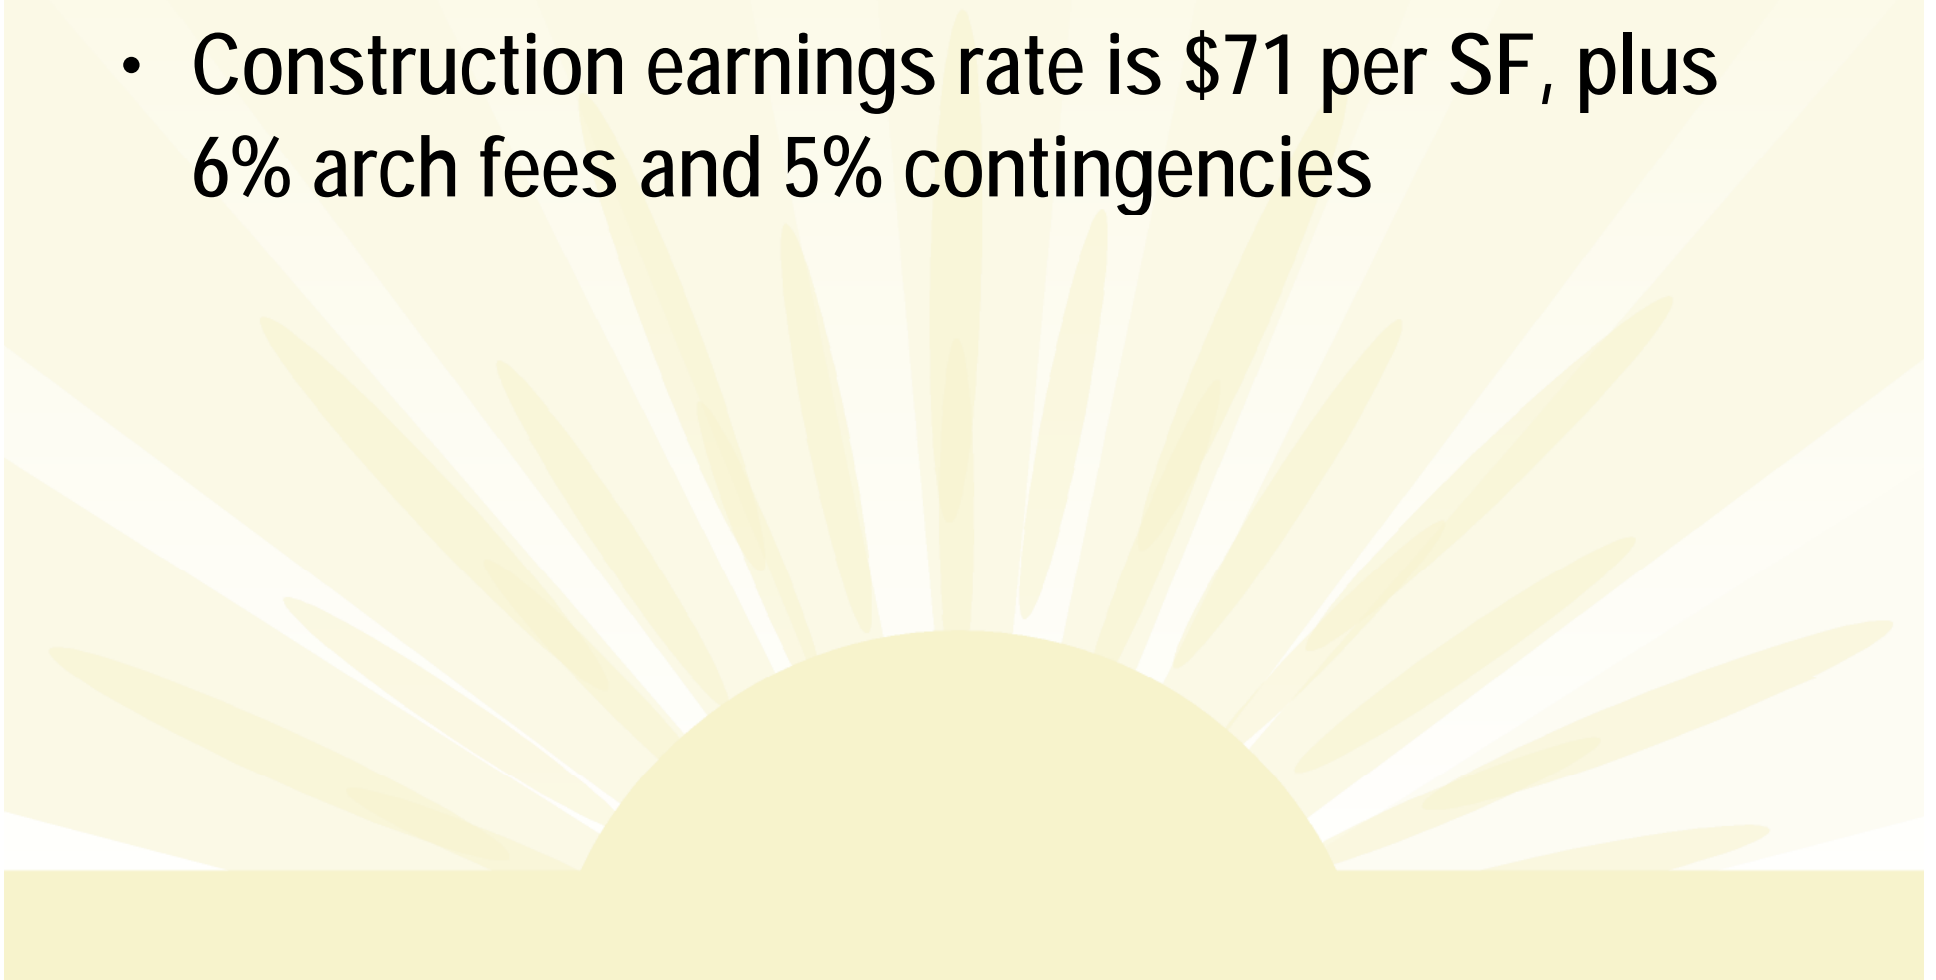 • Construction earnings rate is $71 per SF, plus
6% arch fees and 5% contingencies